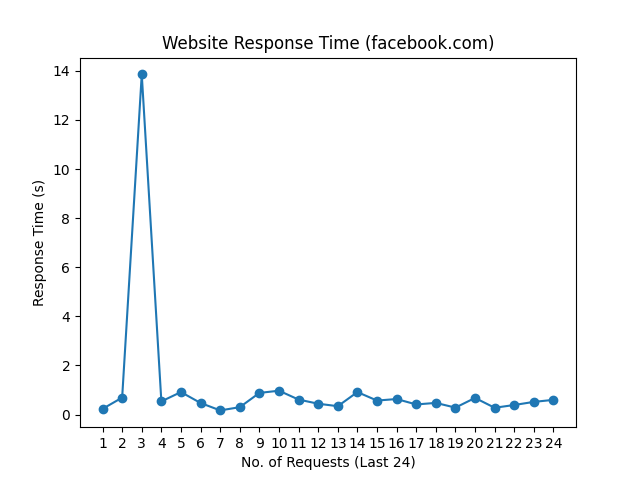 Website Response Time (facebook.com)
Response Time (s)
14
12
10
8
6
4
2
0
1 2 3 4 5 6 7 8 9 10 11 12 13 14 15 16 17 18 19 20 21 22 23 24
No. of Requests (Last 24)